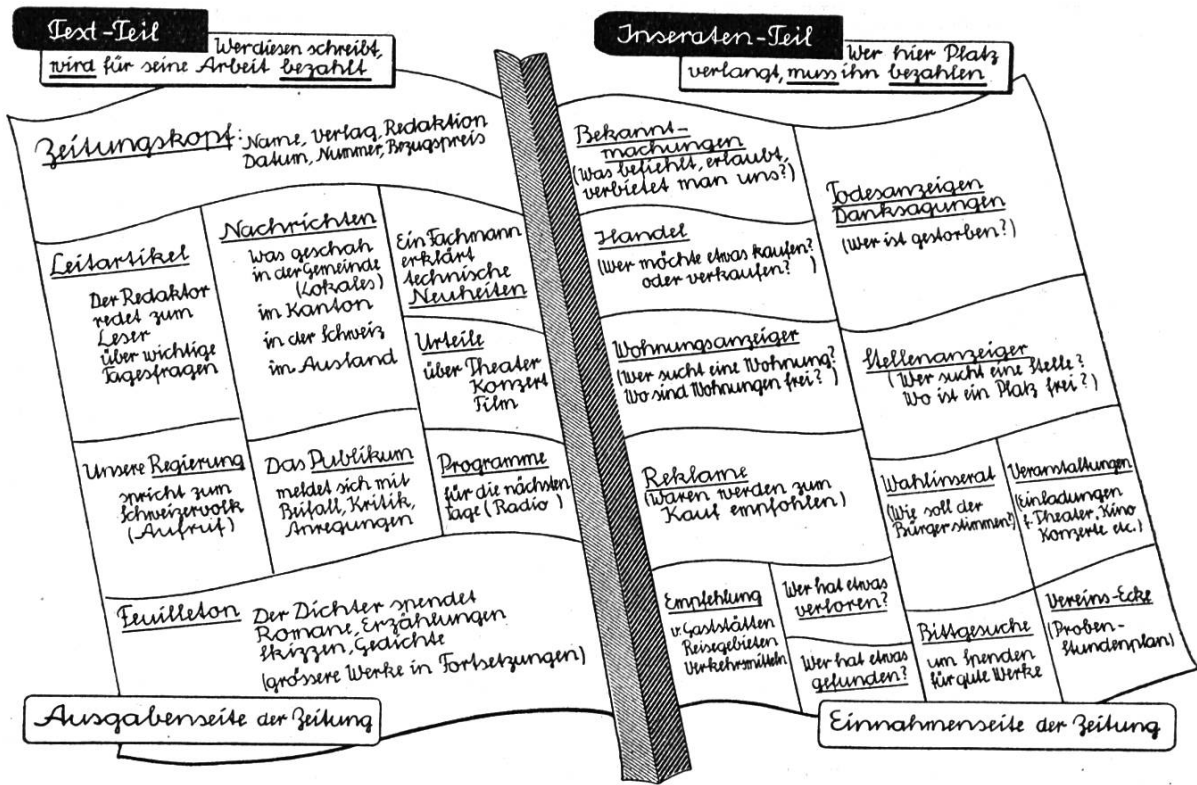 Text-Teil
Wer diesen schreibt,
wird für seine Arbeit bezahlt
Zeitungskopf: Name, Verlag, Redaktion
Datum, Nummer, Bezugspreis
Leitartikel
Der Redaktor
redet zum
Leser
über wichtige
Tagesfragen
Nachrichten
Was geschah
in der Gemeinde
(Lokales)
im Kanton
in der Schweiz
im Ausland
Ein Fachmann
erklärt
technische
Neuheiten
Urteile
über Theater
Konzert
Film
Unsere Regierung
spricht zum
Schweizervolk
(Aufruf)
Das Publikum
meldet sich mit
Beifall, Kritik,
Anregungen
Programme
für die nächsten
Tage (Radio)
Feuilleton
Der Dichter spendet
Romane, Erzählungen
Skizzen, Gedichte
(grössere Werke in Fortsetzungen)
Ausgabenseite der Zeitung
Inseraten-Teil
Wer hier Platz
verlangt, muss ihn bezahlen
Bekannt-
machungen
(Was befiehlt, erlaubt,
verbietet man uns?)
Todesanzeigen
Danksagungen
(Wer ist gestorben?)
Handel
(Wer möchte etwas kaufen?
oder verkaufen? )
Wohnungsanzeiger
(Wer sucht eine Wohnung?
Wo sind Wohnungen frei?)
Stellenanzeiger
(Wer sucht eine Stelle?
Wo ist ein Platz frei?)
Reklame
(Waren werden zum
Kauf empfohlen)
Wahlinserat
(Wie soll der
Bürger stimmen?)
Veranstaltungen
(Einladungen
f. Theater, Kino
Konzerte etc.)
Empfehlung
v. Gaststätten
Reisegebieten
Verkehrsmitteln
Wer hat etwas
verloren?
Wer hat etwas
gefunden?
Bittgesuche
um Spenden
für gute Werke
Vereins-Ecke
(Proben-
stundenplan)
Einnahmenseite der Zeitung